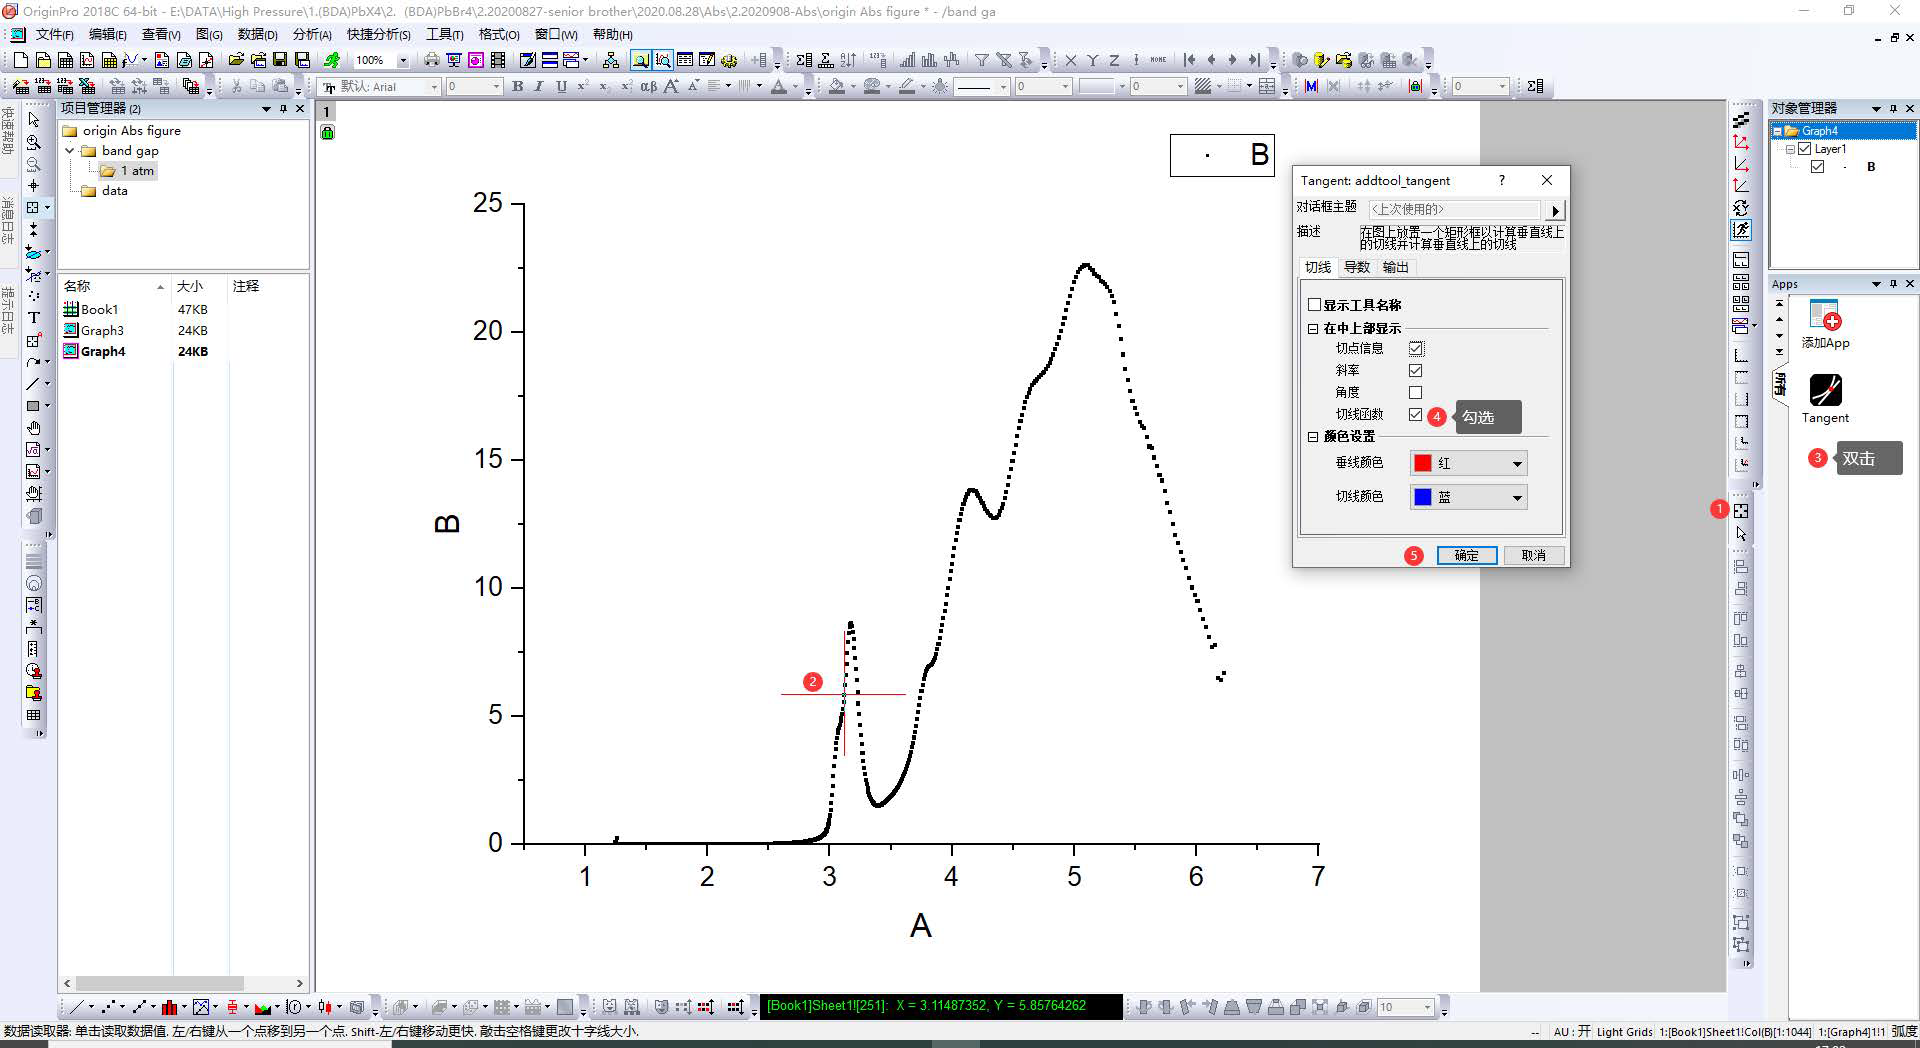 OriginPro 2018C 64-bit - E:\DATA\High Pressure\1.(BDA)PbX4\2. (BDA)PbBr4\2.20200827-senior brother\2020.08.28\Abs\2.2020908-Abs\origin Abs figure * - /band ga
文件(F) 编辑(E) 查看(V) 图(G) 数据(D) 分析(A) 快捷分析(S) 工具(T) 格式(O) 窗口(W) 帮助(H)
100%
默认: Arial 0 B I U 0 0 0
快速帮助
消息日志
提示日志
项目管理器 (2)
origin Abs figure
band gap
1 atm
data
名称 大小 注释
Book1 47KB
Graph3 24KB
Graph4 24KB
1
B
25
20
15
10
5
0
B
1 2 3 4 5 6 7
A
2
Tangent: addtool_tangent ? ×
对话框主题 <上次使用的>
描述 在图上放置一个矩形框以计算垂直线上的切线并计算垂直线上的切线
切线 导数 输出
显示工具名称
在中上部显示
切点信息
斜率
角度
切线函数 4 勾选
颜色设置
垂线颜色 红
切线颜色 蓝
5 确定 取消
对象管理器
Graph4
Layer1
B
Apps
添加App
所有
Tangent
3 双击
1
[Book1]Sheet1![251]: X = 3.11487352, Y = 5.85764262
10
数据读取器: 单击读取数据值. 左/右键从一个点移到另一个点. Shift-左/右键移动更快. 敲击空格键更改十字线大小.
-- AU : 开 Light Grids 1:[Book1]Sheet1!Col(B)[1:1044] 1:[Graph4]1!1 弧度